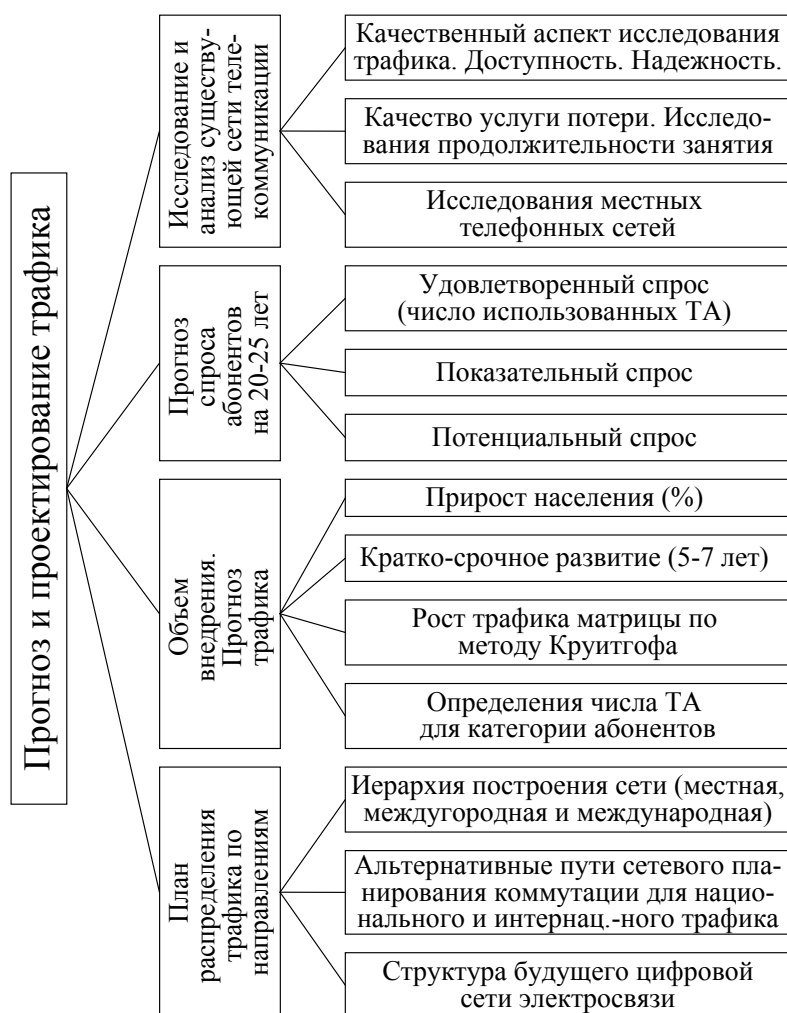 Прогноз и проектирование трафика
Исследование и
анализ существу-
ющей сети теле-
коммуникации
Качественный аспект исследования
трафика. Доступность. Надежность.
Качество услуги потери. Исследо-
вания продолжительности занятия
Исследования местных
телефонных сетей
Прогноз
спроса
абонентов
на 20-25 лет
Удовлетворенный спрос
(число использованных ТА)
Показательный спрос
Потенциальный спрос
Объем
внедрения.
Прогноз
трафика
Прирост населения (%)
Кратко-срочное развитие (5-7 лет)
Рост трафика матрицы по
методу Круитгофа
Определения числа ТА
для категории абонентов
План
распределения
трафика по
направлениям
Иерархия построения сети (местная,
междугородная и международная)
Альтернативные пути сетевого пла-
нирования коммутации для нацио-
нального и интернац.-ного трафика
Структура будущего цифровой
сети электросвязи